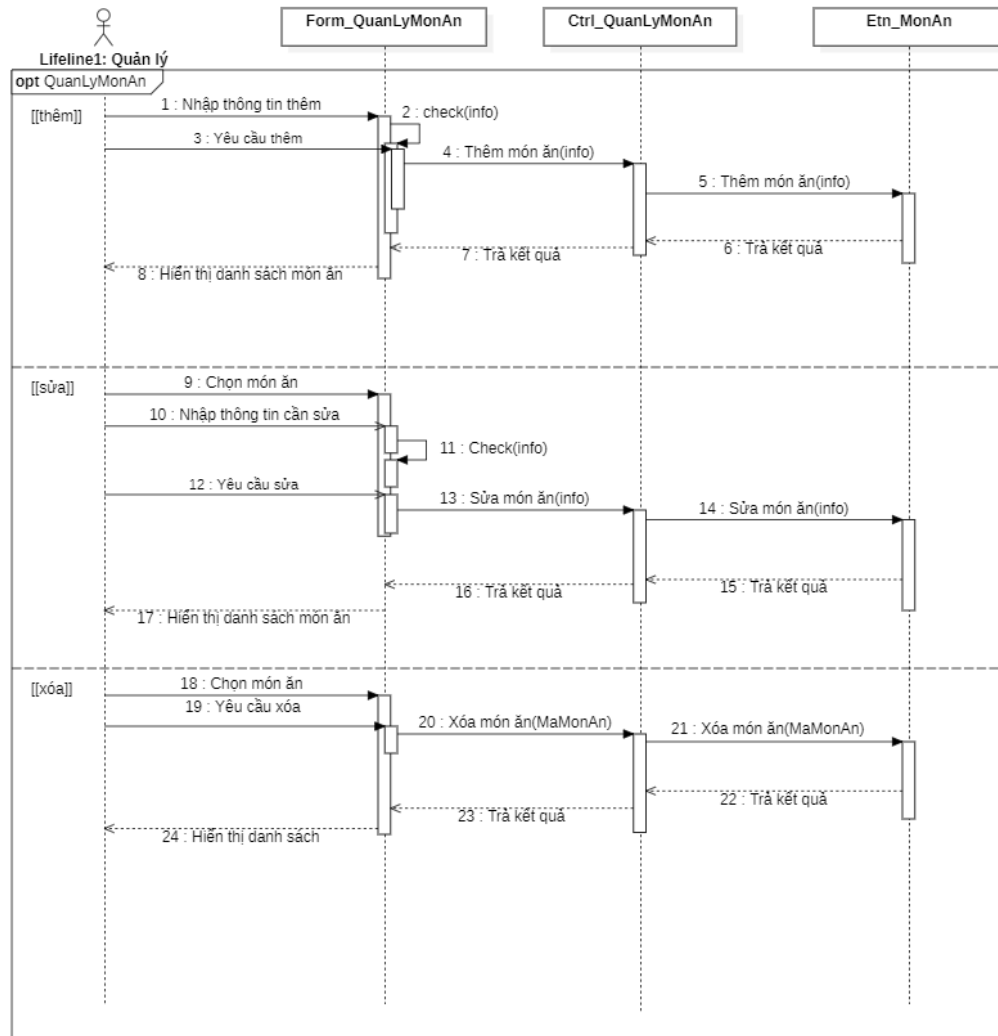 Form_QuanLyMonAn
Ctrl_QuanLyMonAn
Etn_MonAn
Lifeline1: Quản lý
opt QuanLyMonAn
[[thêm]]
1 : Nhập thông tin thêm
2 : check(info)
3 : Yêu cầu thêm
4 : Thêm món ăn(info)
5 : Thêm món ăn(info)
6 : Trả kết quả
7 : Trả kết quả
8 : Hiển thị danh sách món ăn
[[sửa]]
9 : Chọn món ăn
10 : Nhập thông tin cần sửa
11 : Check(info)
12 : Yêu cầu sửa
13 : Sửa món ăn(info)
14 : Sửa món ăn(info)
15 : Trả kết quả
16 : Trả kết quả
17 : Hiển thị danh sách món ăn
[[xóa]]
18 : Chọn món ăn
19 : Yêu cầu xóa
20 : Xóa món ăn(MaMonAn)
21 : Xóa món ăn(MaMonAn)
22 : Trả kết quả
23 : Trả kết quả
24 : Hiển thị danh sách